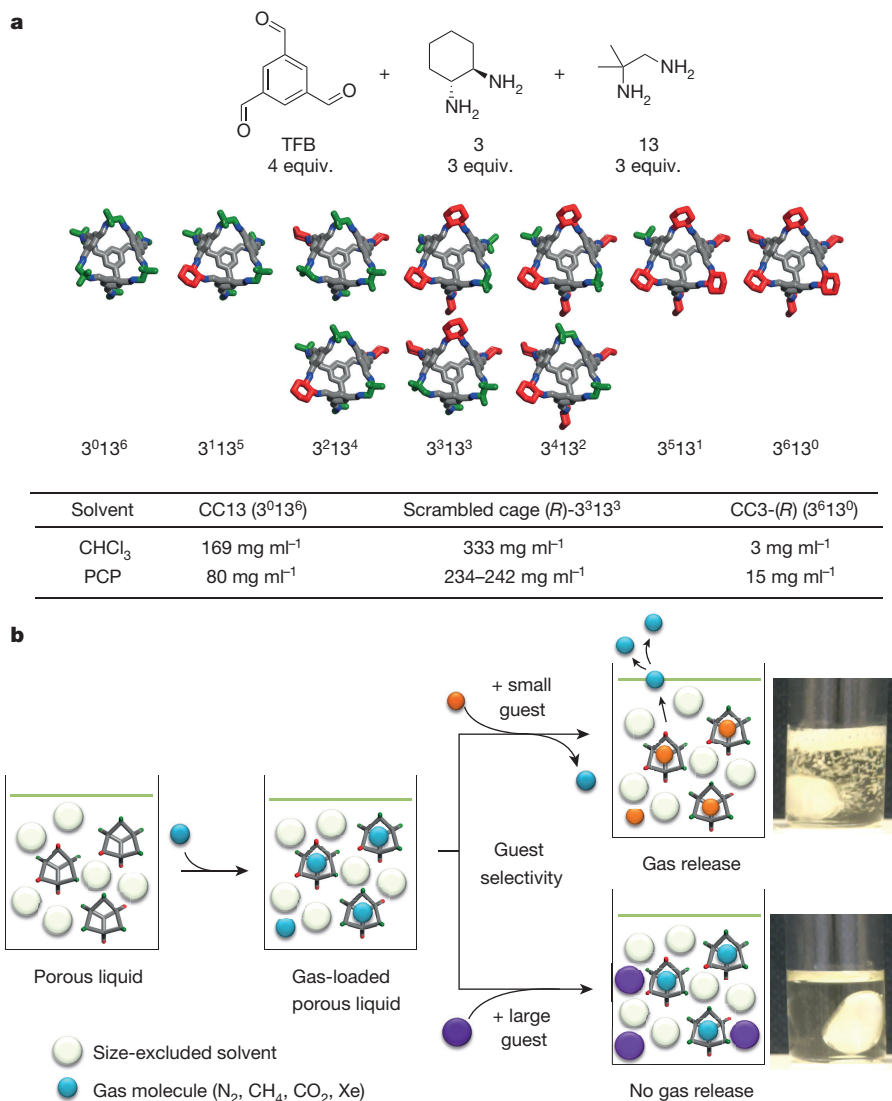 a
O
O
O
+
NH2
NH2
+
NH2
NH2
TFB
4 equiv.
3
3 equiv.
13
3 equiv.
3⁰13⁶ 3¹13⁵ 3²13⁴ 3³13³ 3⁴13² 3⁵13¹ 3⁶13⁰
Solvent CC13 (3⁰13⁶) Scrambled cage (R)-3³13³ CC3-(R) (3⁶13⁰)
CHCl₃ 169 mg ml⁻¹ 333 mg ml⁻¹ 3 mg ml⁻¹
PCP 80 mg ml⁻¹ 234–242 mg ml⁻¹ 15 mg ml⁻¹
b
+ small
guest
Gas release
Guest
selectivity
Porous liquid
Gas-loaded
porous liquid
+ large
guest
No gas release
Size-excluded solvent
Gas molecule (N₂, CH₄, CO₂, Xe)